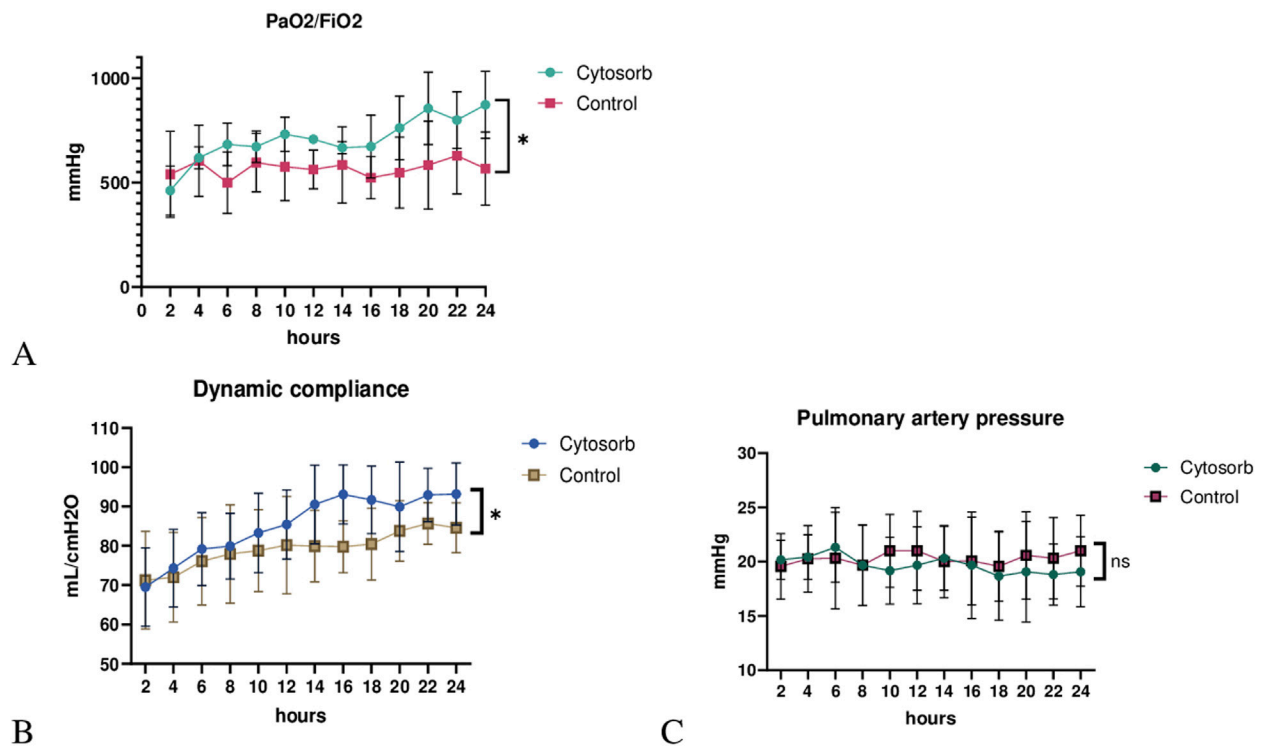 PaO2/FiO2
Cytosorb
Control
1000
500
0
mmHg
*
0 2 4 6 8 10 12 14 16 18 20 22 24
hours
A
Dynamic compliance
Cytosorb
Control
110
100
90
80
70
60
50
mL/cmH2O
*
2 4 6 8 10 12 14 16 18 20 22 24
hours
B
Pulmonary artery pressure
Cytosorb
Control
30
25
20
15
10
mmHg
ns
2 4 6 8 10 12 14 16 18 20 22 24
hours
C